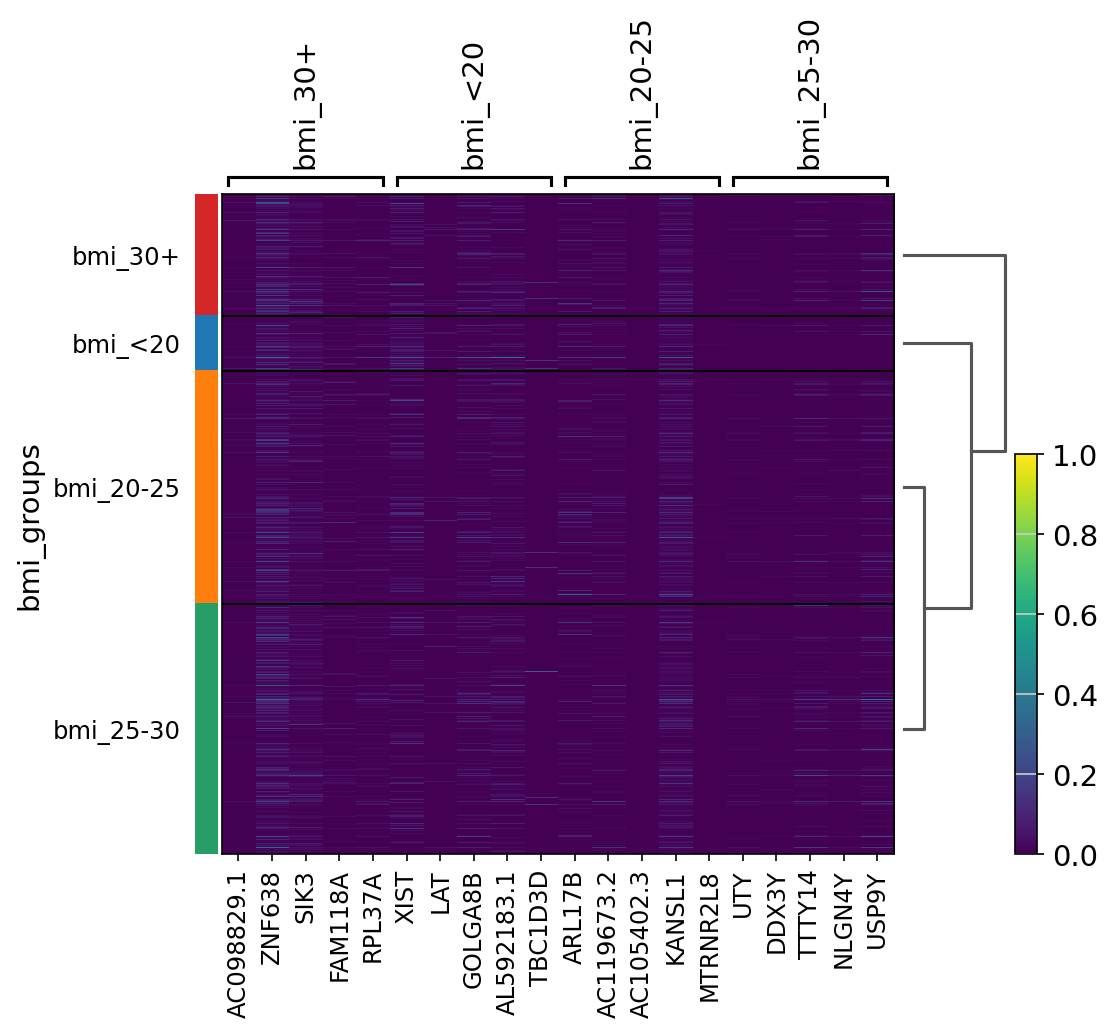 bmi_30+
bmi_<20
bmi_20-25
bmi_25-30
bmi_groups
bmi_30+
bmi_<20
bmi_20-25
bmi_25-30
1.0
0.8
0.6
0.4
0.2
0.0
AC098829.1
ZNF638
SIK3
FAM118A
RPL37A
XIST
LAT
GOLGA8B
AL592183.1
TBC1D3D
ARL17B
AC119673.2
AC105402.3
KANSL1
MTRNR2L8
UTY
DDX3Y
TTTY14
NLGN4Y
USP9Y